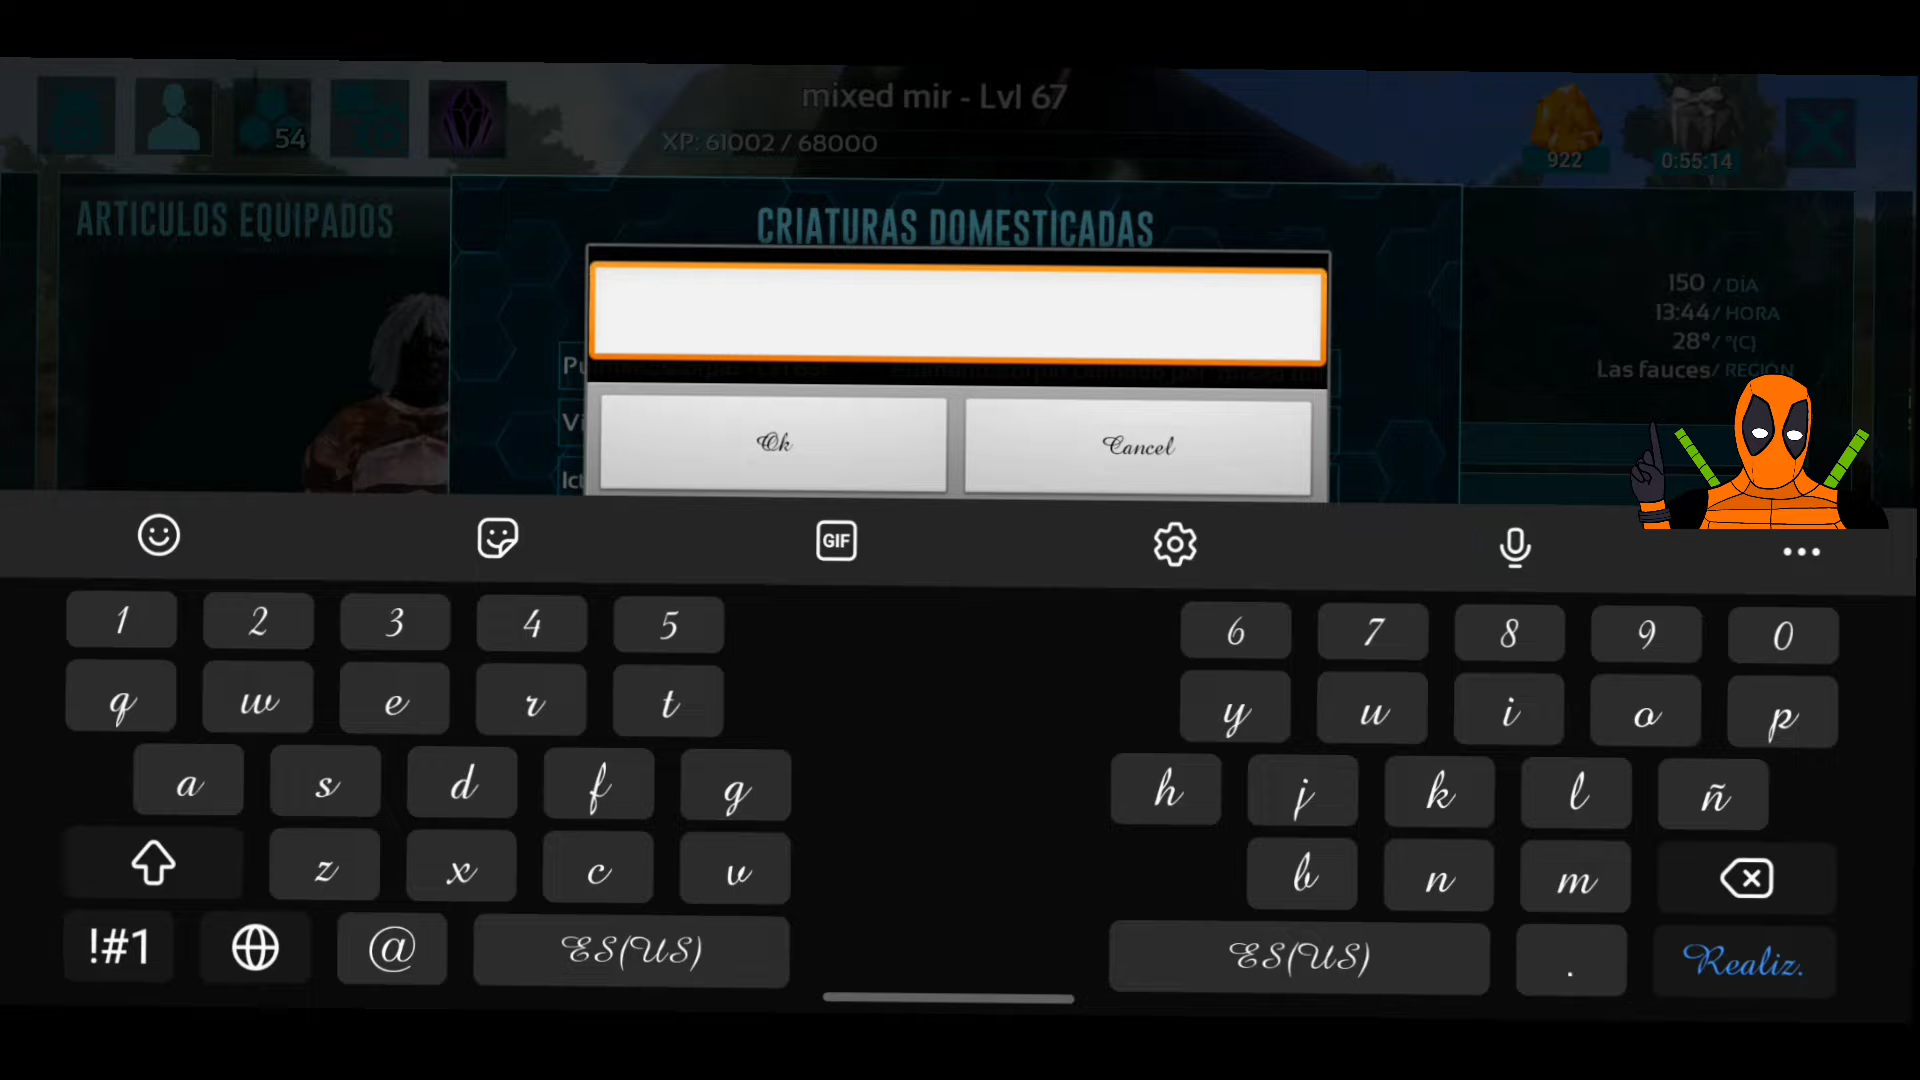 mixed mir - Lvl 67
54
XP: 61002 / 68000
922
0:55:14
ARTICULOS EQUIPADOS
CRIATURAS DOMESTICADAS
150 / DÍA
13:44/ HORA
28°/ °(C)
Las fauces/ REGION
Ok
Cancel
GIF
1 2 3 4 5 6 7 8 9 0
q w e r t y u i o p
a s d f g h j k l ñ
z x c v b n m
!#1 @ ES(US) ES(US) . Realiz.